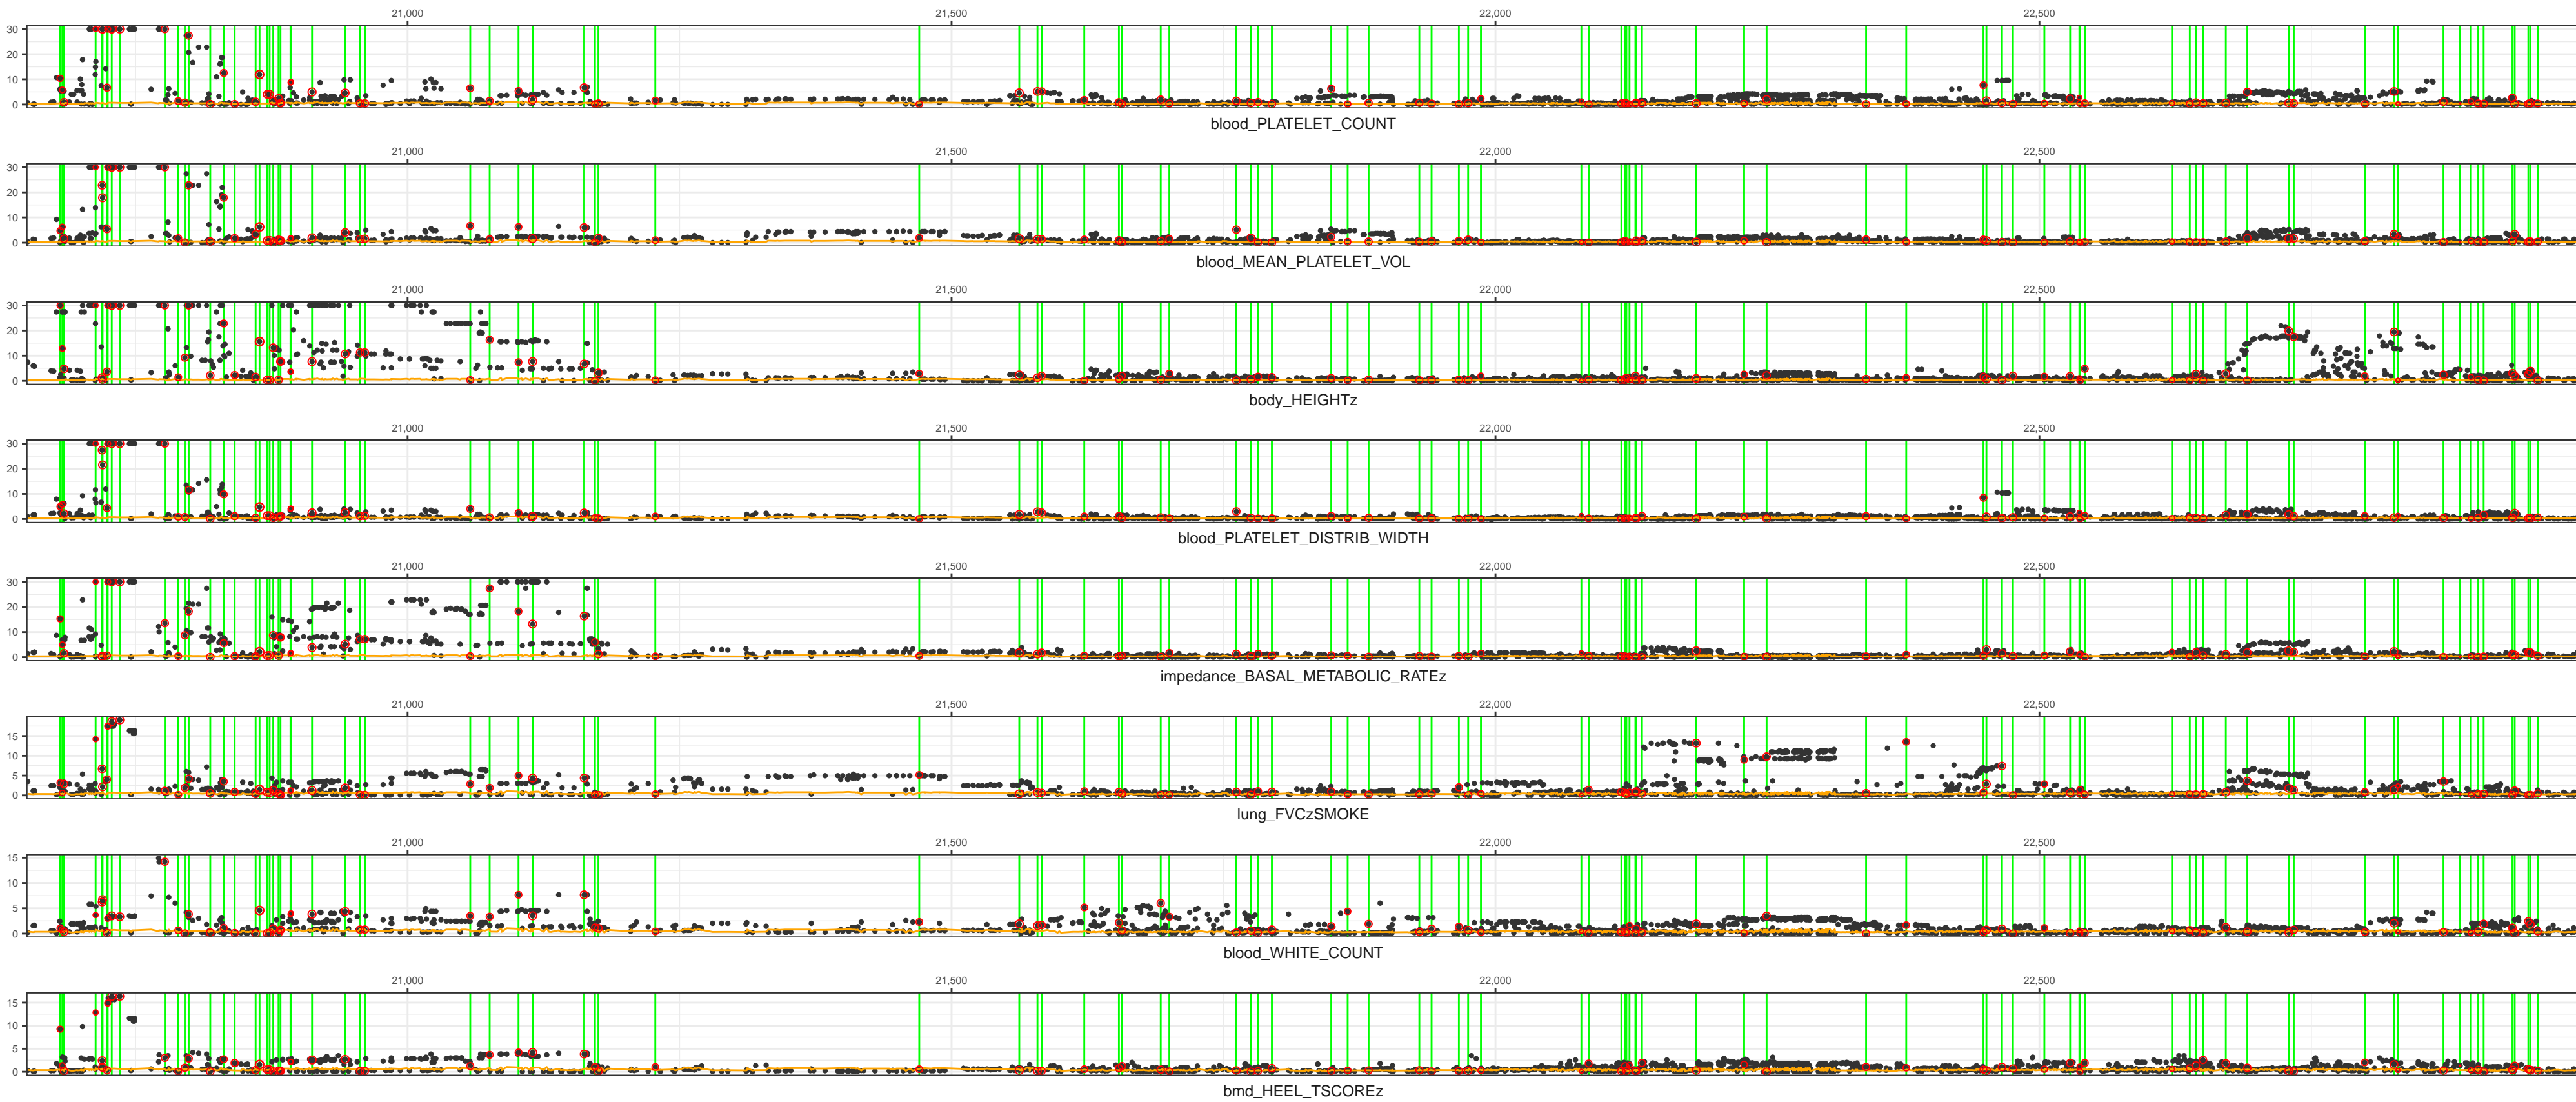 21,000 21,500 22,000 22,500
30
20
10
0
blood_PLATELET_COUNT
21,000 21,500 22,000 22,500
30
20
10
0
blood_MEAN_PLATELET_VOL
21,000 21,500 22,000 22,500
30
20
10
0
body_HEIGHTz
21,000 21,500 22,000 22,500
30
20
10
0
blood_PLATELET_DISTRIB_WIDTH
21,000 21,500 22,000 22,500
30
20
10
0
impedance_BASAL_METABOLIC_RATEz
21,000 21,500 22,000 22,500
15
10
5
0
lung_FVCzSMOKE
21,000 21,500 22,000 22,500
15
10
5
0
blood_WHITE_COUNT
21,000 21,500 22,000 22,500
15
10
5
0
bmd_HEEL_TSCOREz